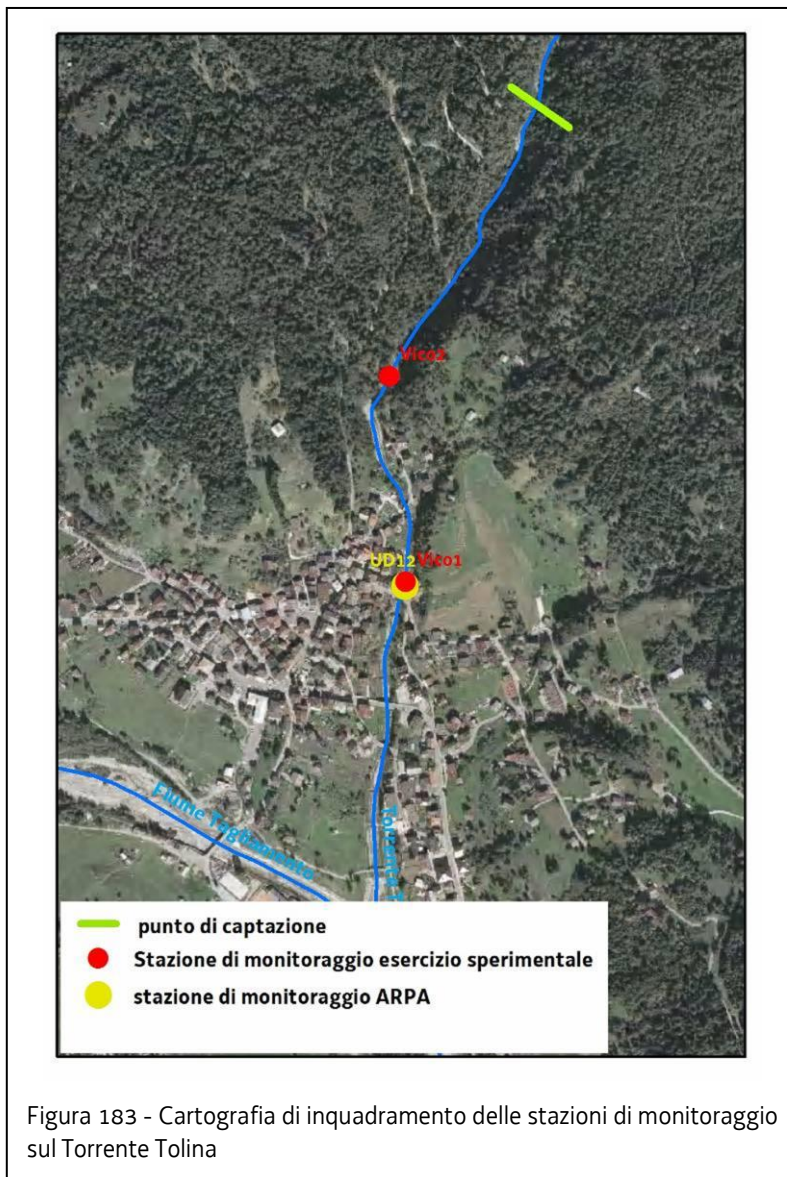 Vico2
UD12 Vico1
Fiume Tagliamento
Torrente T
punto di captazione
Stazione di monitoraggio esercizio sperimentale
stazione di monitoraggio ARPA
Figura 183 - Cartografia di inquadramento delle stazioni di monitoraggio
sul Torrente Tolina